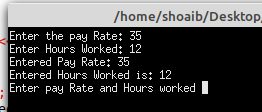 /home/shoaib/Desktop/
Enter the pay Rate: 35
Enter Hours Worked: 12
Entered Pay Rate: 35
Entered Hours Worked is: 12
Enter pay Rate and Hours worked